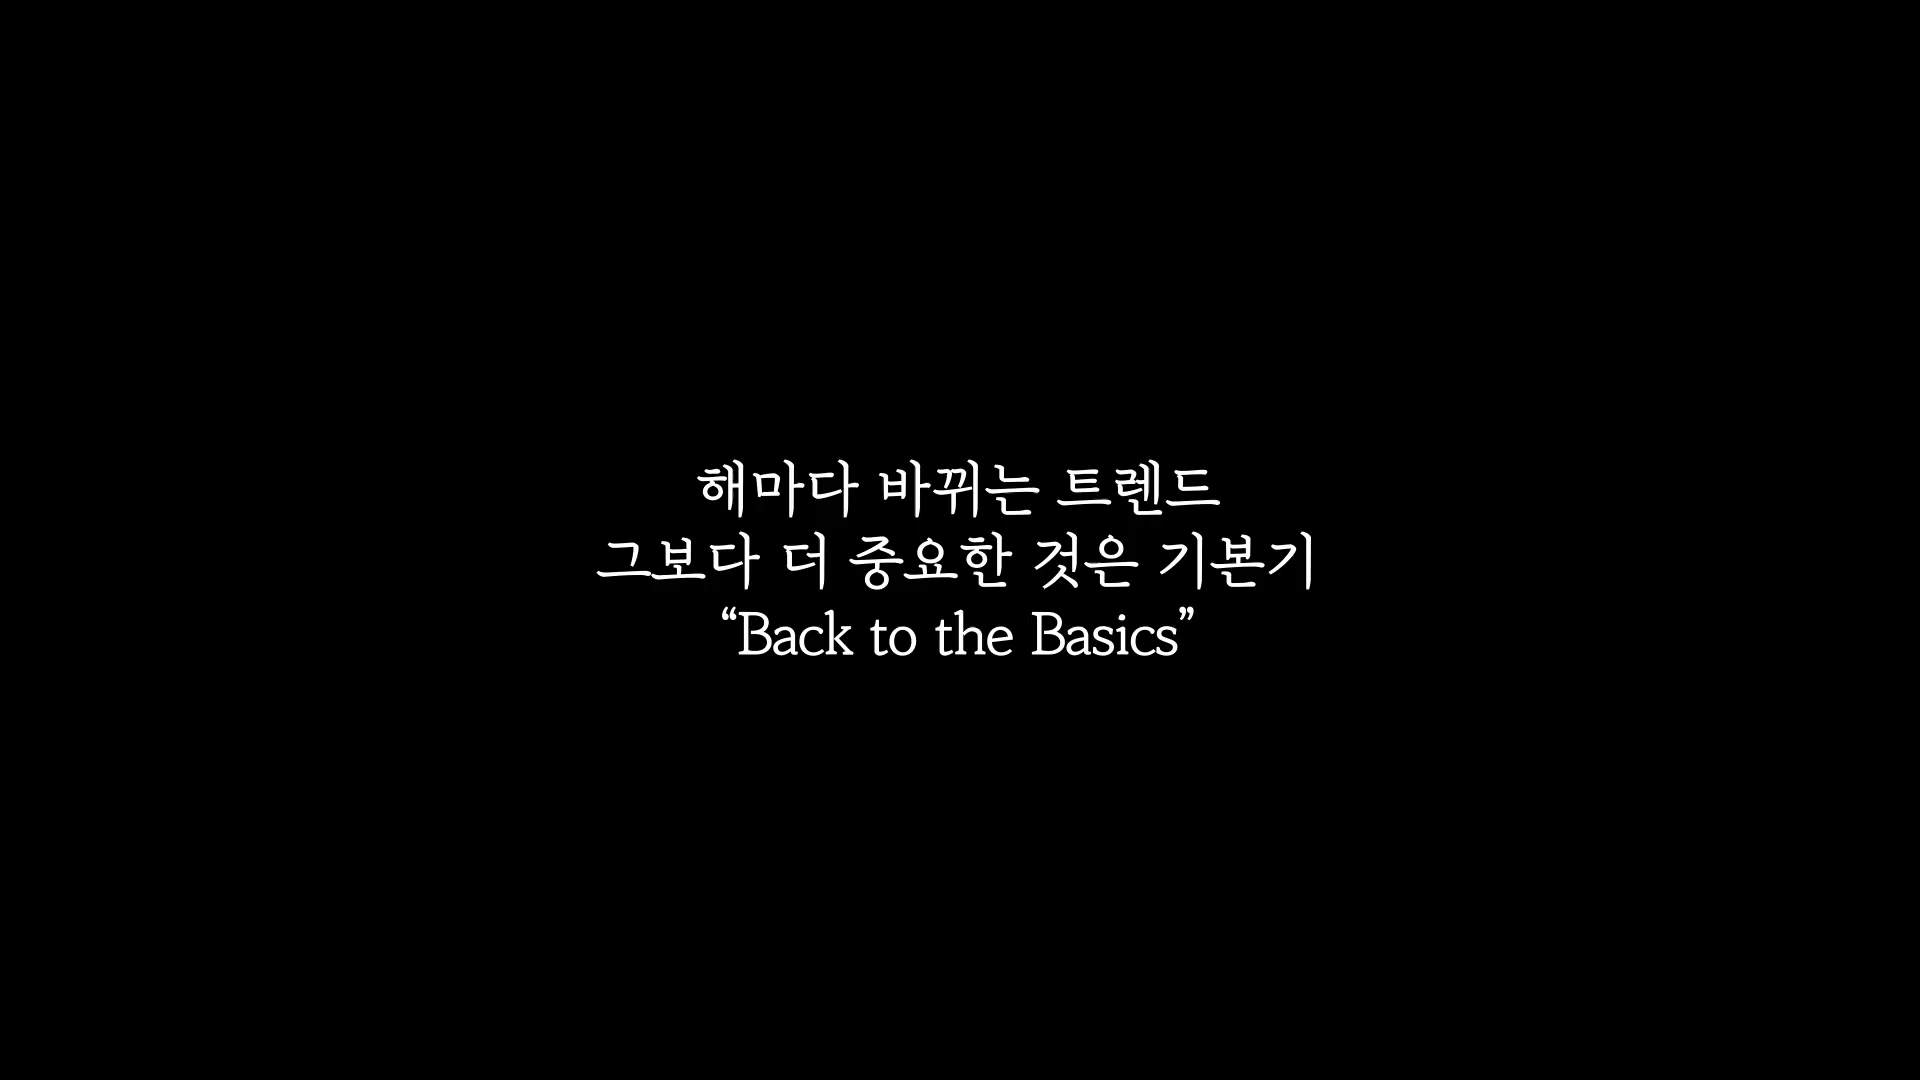 해마다 바뀌는 트렌드
그보다 더 중요한 것은 기본기
“Back to the Basics”